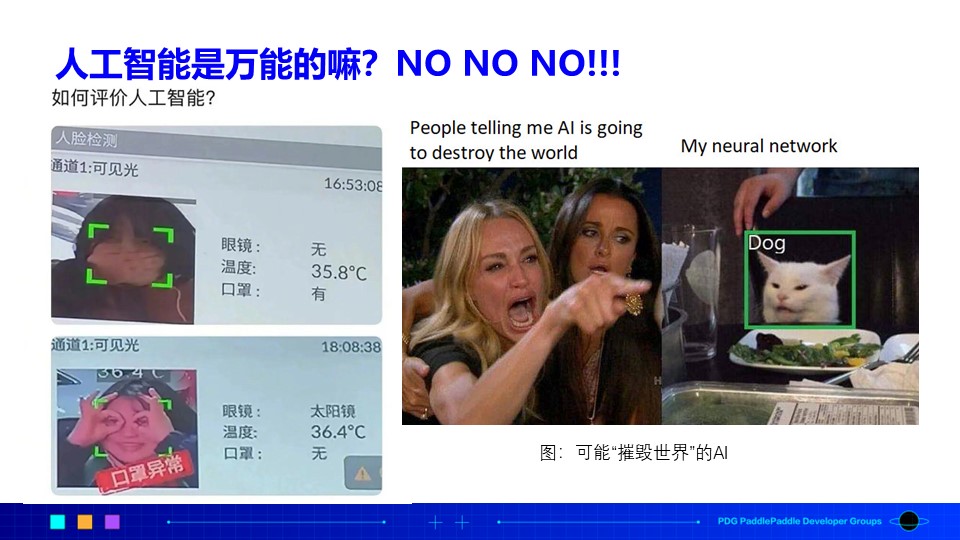 人工智能是万能的嘛？NO NO NO!!!
如何评价人工智能?
人脸检测
通道1:可见光
16:53:08
眼镜： 无
温度: 35.8°C
口罩： 有
通道1:可见光
18:08:38
36.4 C
眼镜： 太阳镜
温度: 36.4°C
口罩： 无
口罩异常
People telling me AI is going
to destroy the world
My neural network
Dog
图：可能“摧毁世界”的AI
PDG PaddlePaddle Developer Groups